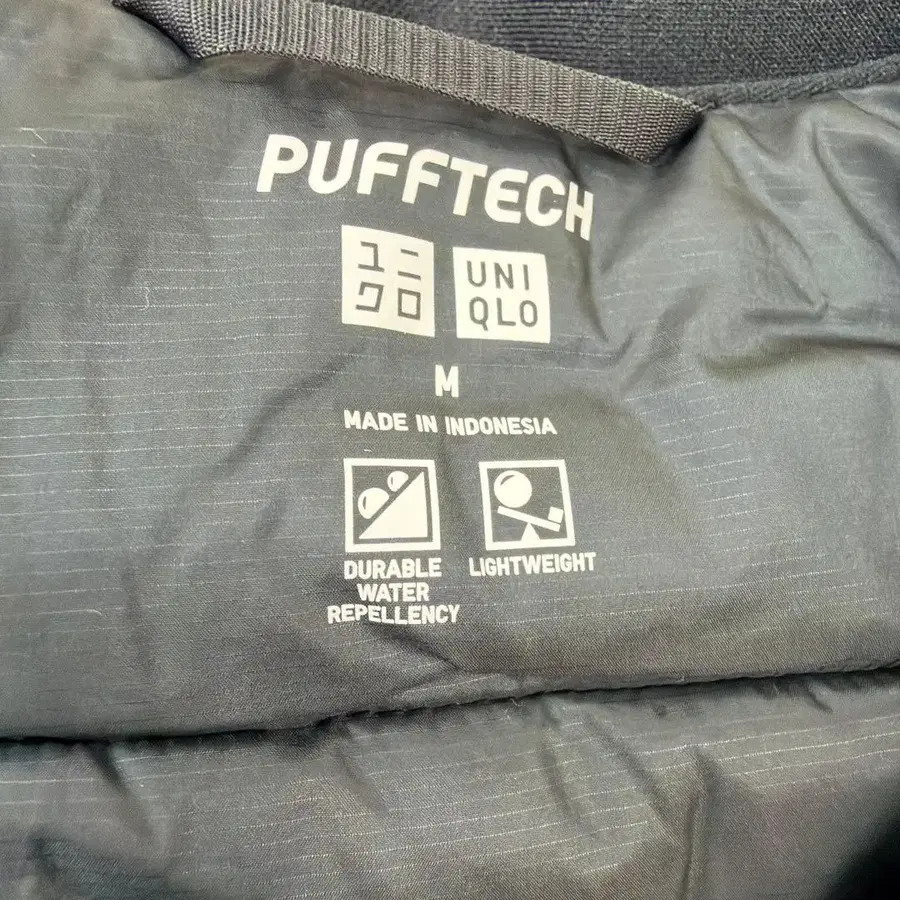 PUFFTECH
ユニ UNI
クロ QLO
M
MADE IN INDONESIA
DURABLE LIGHTWEIGHT
WATER
REPELLENCY